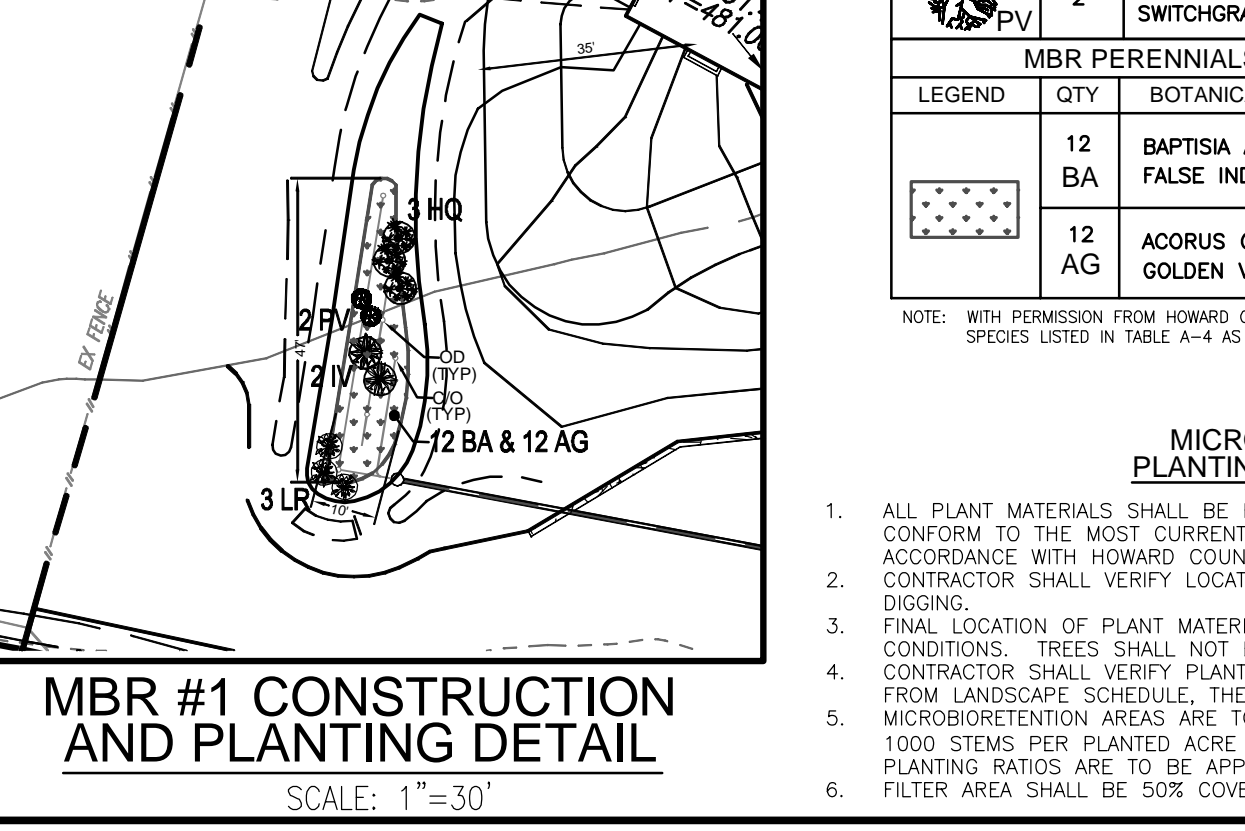 =481.0
35'
3 HQ
EX FENCE
2 PV
47'
2 IV
OD
(TYP)
C/O
(TYP)
12 BA & 12 AG
3 LR
10'
MBR #1 CONSTRUCTION
AND PLANTING DETAIL
SCALE: 1"=30'
PV
2
SWITCHGRA
MBR PERENNIALS
LEGEND QTY BOTANICA
12 BAPTISIA A
BA FALSE IND
12 ACORUS
AG GOLDEN V
NOTE: WITH PERMISSION FROM HOWARD C
SPECIES LISTED IN TABLE A-4 AS
MICR
PLANTIN
1. ALL PLANT MATERIALS SHALL BE
CONFORM TO THE MOST CURRENT
ACCORDANCE WITH HOWARD COUN
2. CONTRACTOR SHALL VERIFY LOCAT
DIGGING.
3. FINAL LOCATION OF PLANT MATERI
CONDITIONS. TREES SHALL NOT
4. CONTRACTOR SHALL VERIFY PLANT
FROM LANDSCAPE SCHEDULE, THE
5. MICROBIORETENTION AREAS ARE TO
1000 STEMS PER PLANTED ACRE
PLANTING RATIOS ARE TO BE APP
6. FILTER AREA SHALL BE 50% COVE